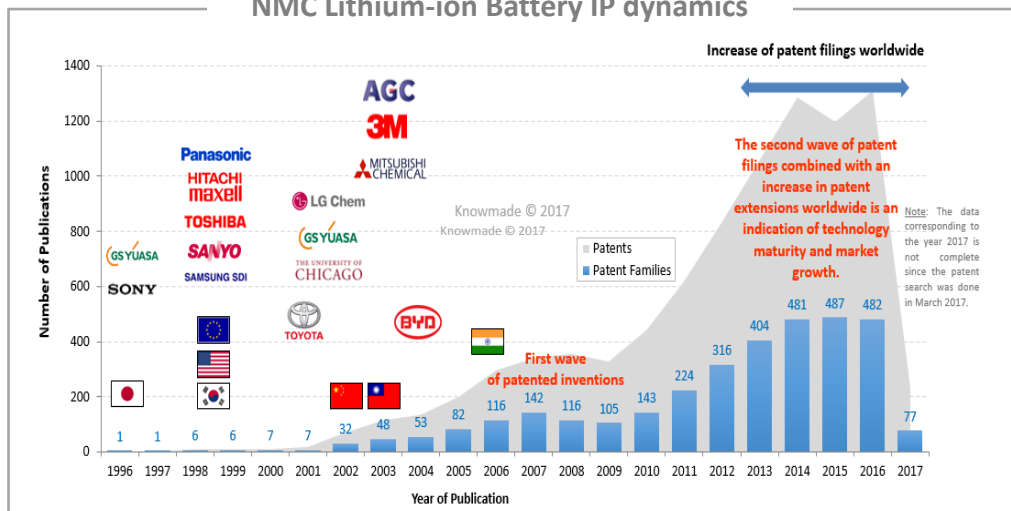 NMC Lithium-ion Battery IP dynamics
Increase of patent filings worldwide
1400
1200
1000
800
600
400
200
0
Number of Publications
AGC
3M
Panasonic
HITACHI
maxell
MITSUBISHI
CHEMICAL
TOSHIBA
LG Chem
GS YUASA
SANYO
GS YUASA
SONY
SAMSUNG SDI
THE UNIVERSITY OF
CHICAGO
TOYOTA
BYD
Knowmade © 2017
Knowmade © 2017
Patents
Patent Families
The second wave of patent
filings combined with an
increase in patent
extensions worldwide is an
indication of technology
maturity and market
growth.
Note: The data
corresponding to
the year 2017 is
not complete
since the patent
search was done
in March 2017.
First wave
of patented inventions
1 1 6 6 7 7 32 48 53 82 116 142 116 105 143 224 316 404 481 487 482 77
1996 1997 1998 1999 2000 2001 2002 2003 2004 2005 2006 2007 2008 2009 2010 2011 2012 2013 2014 2015 2016 2017
Year of Publication